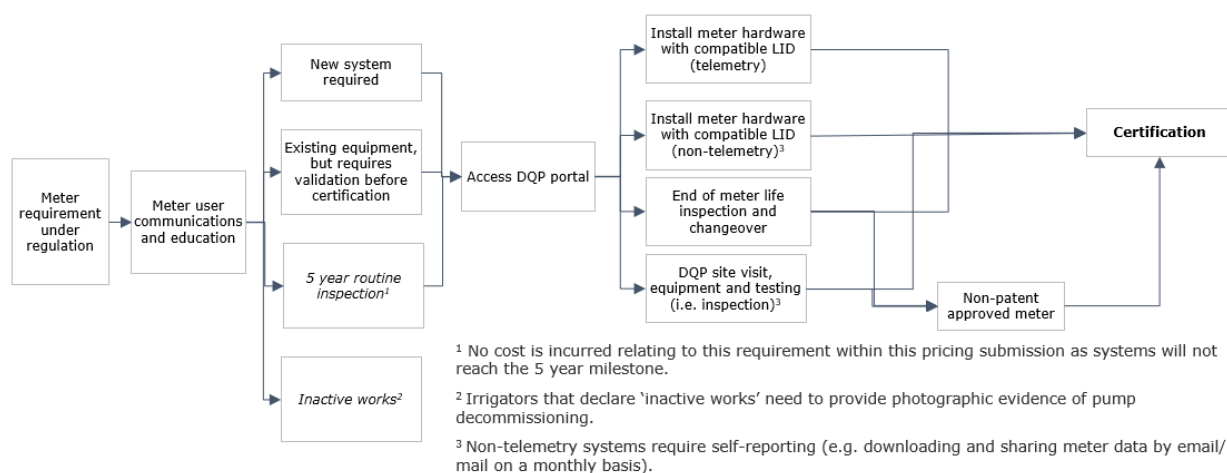 Meter
requirement
under
regulation
Meter user
communications
and education
New system
required
Existing equipment,
but requires
validation before
certification
5 year routine
inspection¹
Inactive works²
Access DQP portal
Install meter hardware
with compatible LID
(telemetry)
Install meter hardware
with compatible LID
(non-telemetry)³
End of meter life
inspection and
changeover
DQP site visit,
equipment and testing
(i.e. inspection)³
Non-patent
approved meter
Certification
¹ No cost is incurred relating to this requirement within this pricing submission as systems will not
reach the 5 year milestone.
² Irrigators that declare ‘inactive works’ need to provide photographic evidence of pump
decommissioning.
³ Non-telemetry systems require self-reporting (e.g. downloading and sharing meter data by email/
mail on a monthly basis).